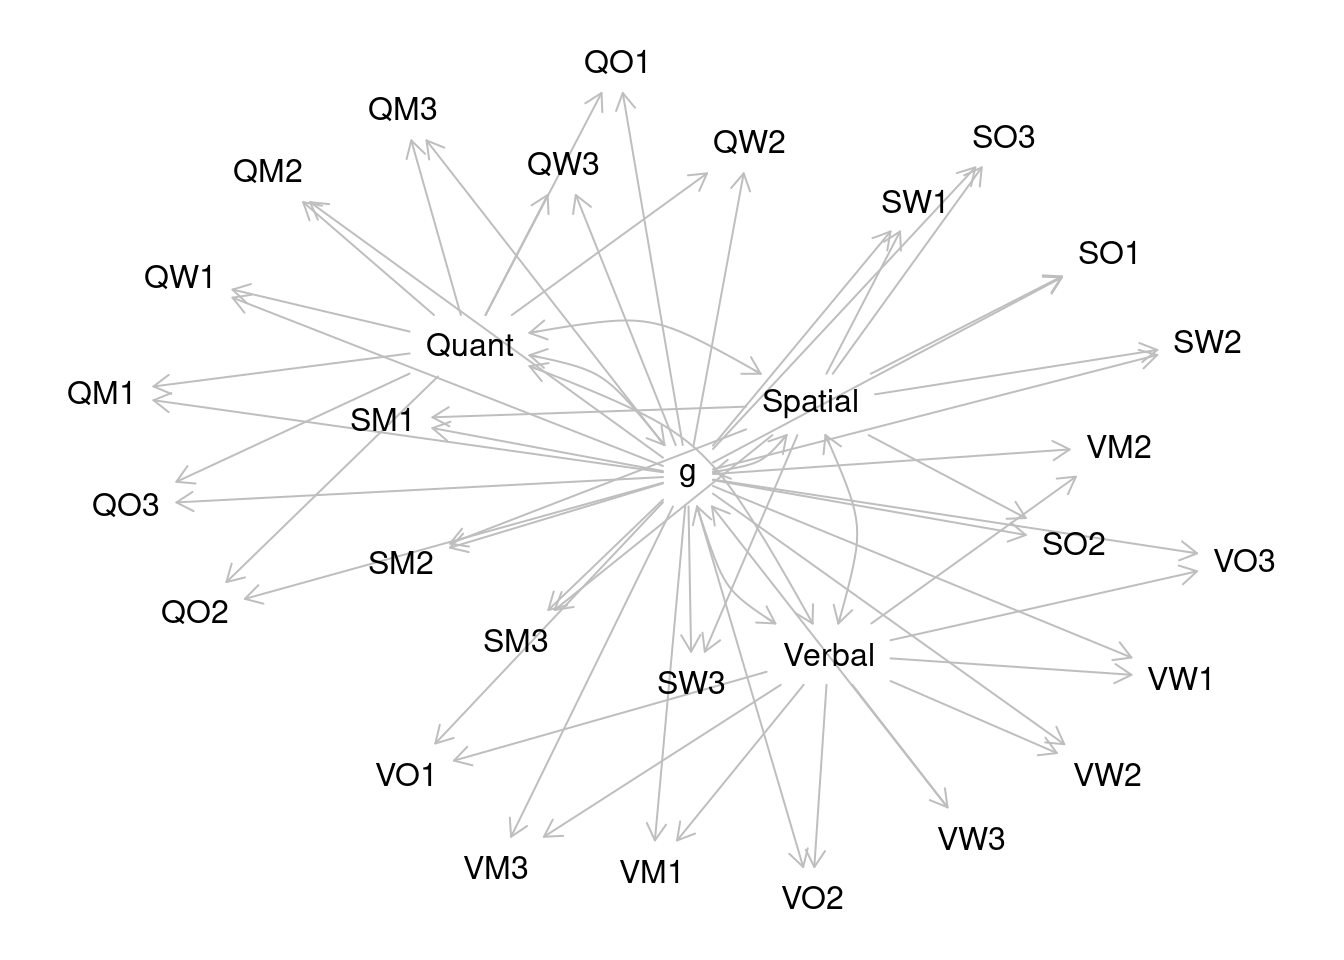 QO1
QM3
QW3
QW2
SO3
QM2
SW1
QW1
SO1
Quant
SW2
QM1
SM1
Spatial
VM2
g
QO3
SO2
SM2
VO3
QO2
SM3
Verbal
SW3
VW1
VO1
VW2
VW3
VM3
VM1
VO2